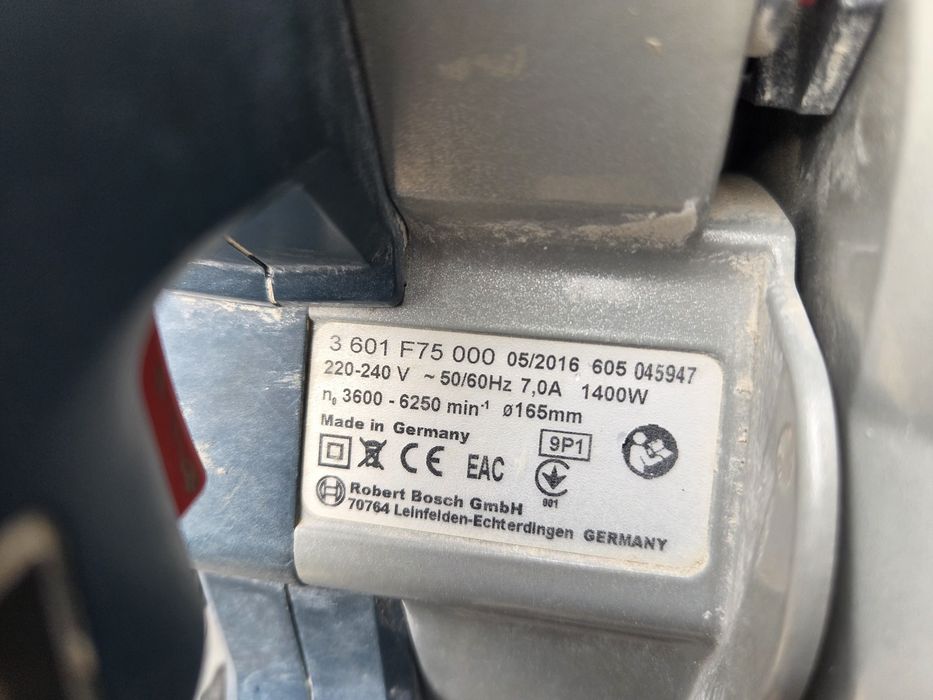 3 601 F75 000 05/2016 605 045947
220-240 V ~ 50/60Hz 7,0A 1400W
n₀ 3600 - 6250 min⁻¹ ø165mm
Made in Germany
9P1
CE EAC
001
Robert Bosch GmbH
70764 Leinfelden-Echterdingen GERMANY